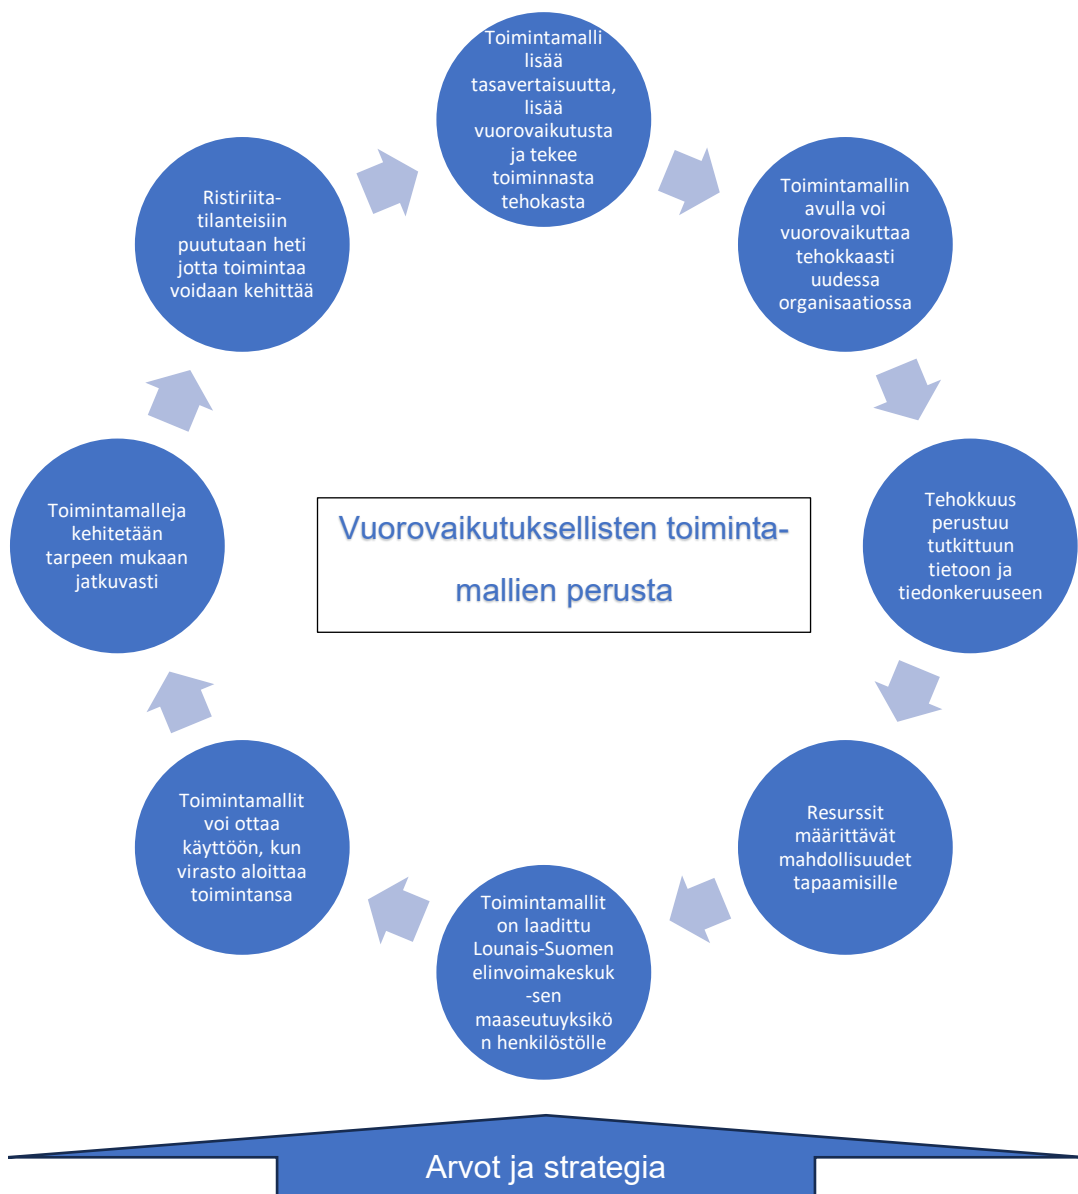 Toimintamalli
lisää
tasavertaisuutta,
lisää
vuorovaikutusta
ja tekee
toiminnasta
tehokasta
Toimintamallin
avulla voi
vuorovaikuttaa
tehokkaasti
uudessa
organisaatiossa
Tehokkuus
perustuu
tutkittuun
tietoon ja
tiedonkeruuseen
Resurssit
määrittävät
mahdollisuudet
tapaamisille
Toimintamallit
on laadittu
Lounais-Suomen
elinvoimakeskuk
-sen
maaseutuyksikö
n henkilöstölle
Toimintamallit
voi ottaa
käyttöön, kun
virasto aloittaa
toimintansa
Toimintamalleja
kehitetään
tarpeen mukaan
jatkuvasti
Ristiriita-
tilanteisiin
puututaan heti
jotta toimintaa
voidaan kehittää
Vuorovaikutuksellisten toiminta-
mallien perusta
Arvot ja strategia